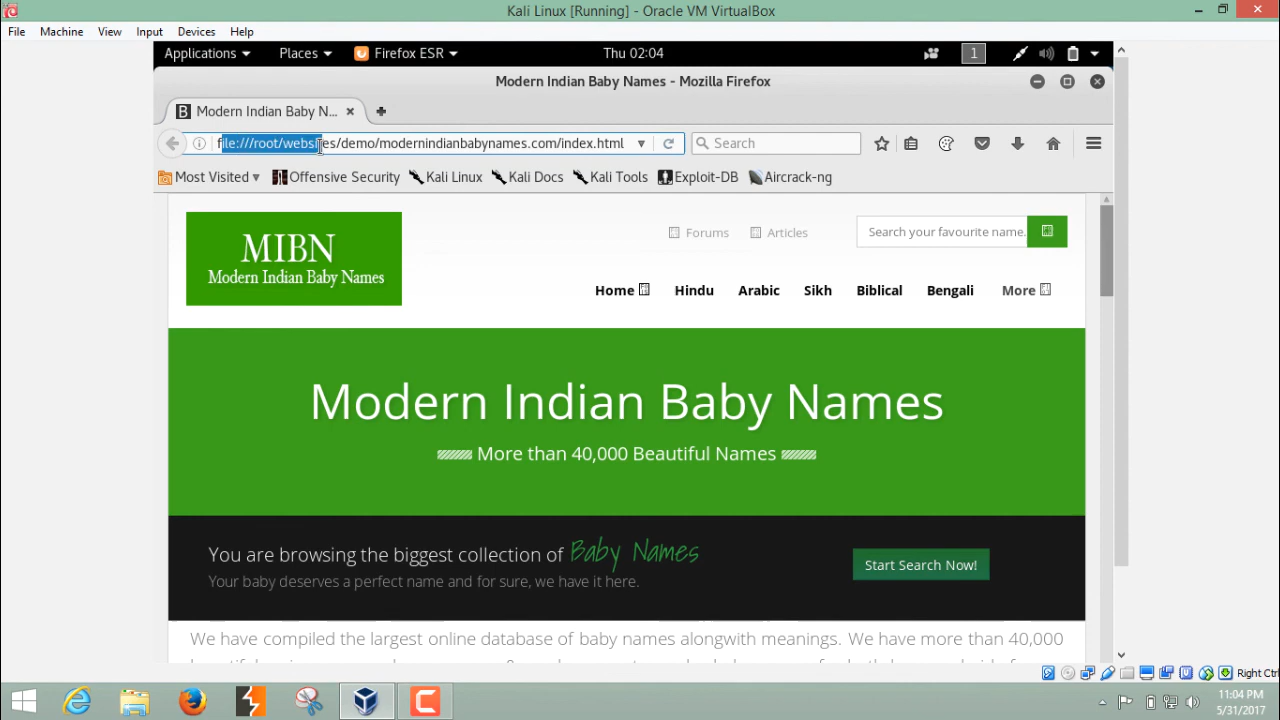 Kali Linux [Running] - Oracle VM VirtualBox
File Machine View Input Devices Help
Applications Places Firefox ESR Thu 02:04 1
Modern Indian Baby Names - Mozilla Firefox
Modern Indian Baby N...
file:///root/websites/demo/modernindianbabynames.com/index.html Search
Most Visited Offensive Security Kali Linux Kali Docs Kali Tools Exploit-DB Aircrack-ng
MIBN
Modern Indian Baby Names
Forums Articles Search your favourite name.
Home Hindu Arabic Sikh Biblical Bengali More
Modern Indian Baby Names
More than 40,000 Beautiful Names
You are browsing the biggest collection of Baby Names
Your baby deserves a perfect name and for sure, we have it here.
Start Search Now!
We have compiled the largest online database of baby names alongwith meanings. We have more than 40,000
Right Ctr
11:04 PM
5/31/2017